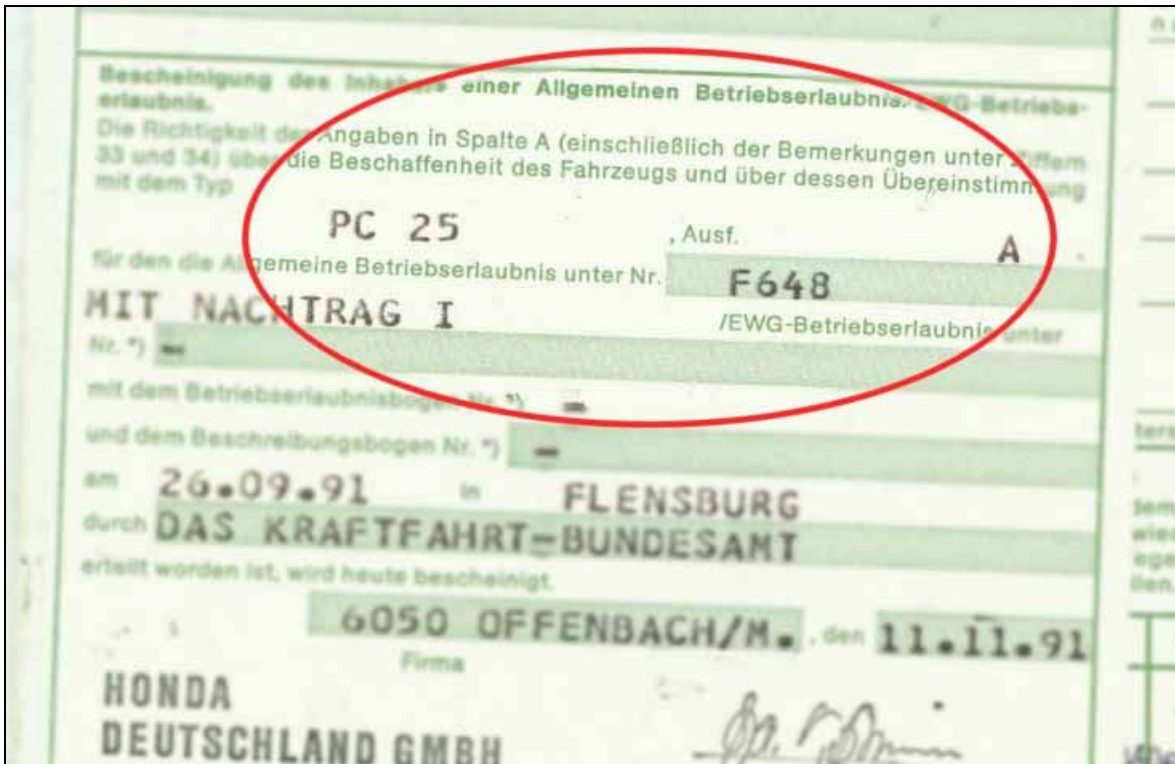 Bescheinigung des Inhabers einer Allgemeinen Betriebserlaubnis/EWG-Betriebs-
erlaubnis.
Die Richtigkeit der Angaben in Spalte A (einschließlich der Bemerkungen unter Ziffern
33 und 34) über die Beschaffenheit des Fahrzeugs und über dessen Übereinstimmung
mit dem Typ
PC 25 , Ausf. A .
für den die Allgemeine Betriebserlaubnis unter Nr. F648
MIT NACHTRAG I /EWG-Betriebserlaubnis unter
Nr. *) –
mit dem Betriebserlaubnisbogen Nr. *) –
und dem Beschreibungsbogen Nr. *) –
am 26.09.91 in FLENSBURG
durch DAS KRAFTFAHRT-BUNDESAMT
erteilt worden ist, wird heute bescheinigt.
6050 OFFENBACH/M. , den 11.11.91
Firma
HONDA
DEUTSCHLAND GMBH